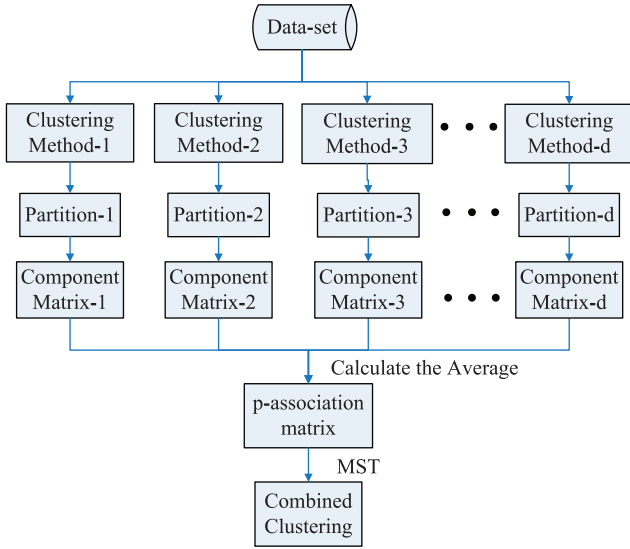 Data-set
Clustering
Method-1
Clustering
Method-2
Clustering
Method-3
Clustering
Method-d
Partition-1
Partition-2
Partition-3
Partition-d
Component
Matrix-1
Component
Matrix-2
Component
Matrix-3
Component
Matrix-d
Calculate the Average
p-association
matrix
MST
Combined
Clustering